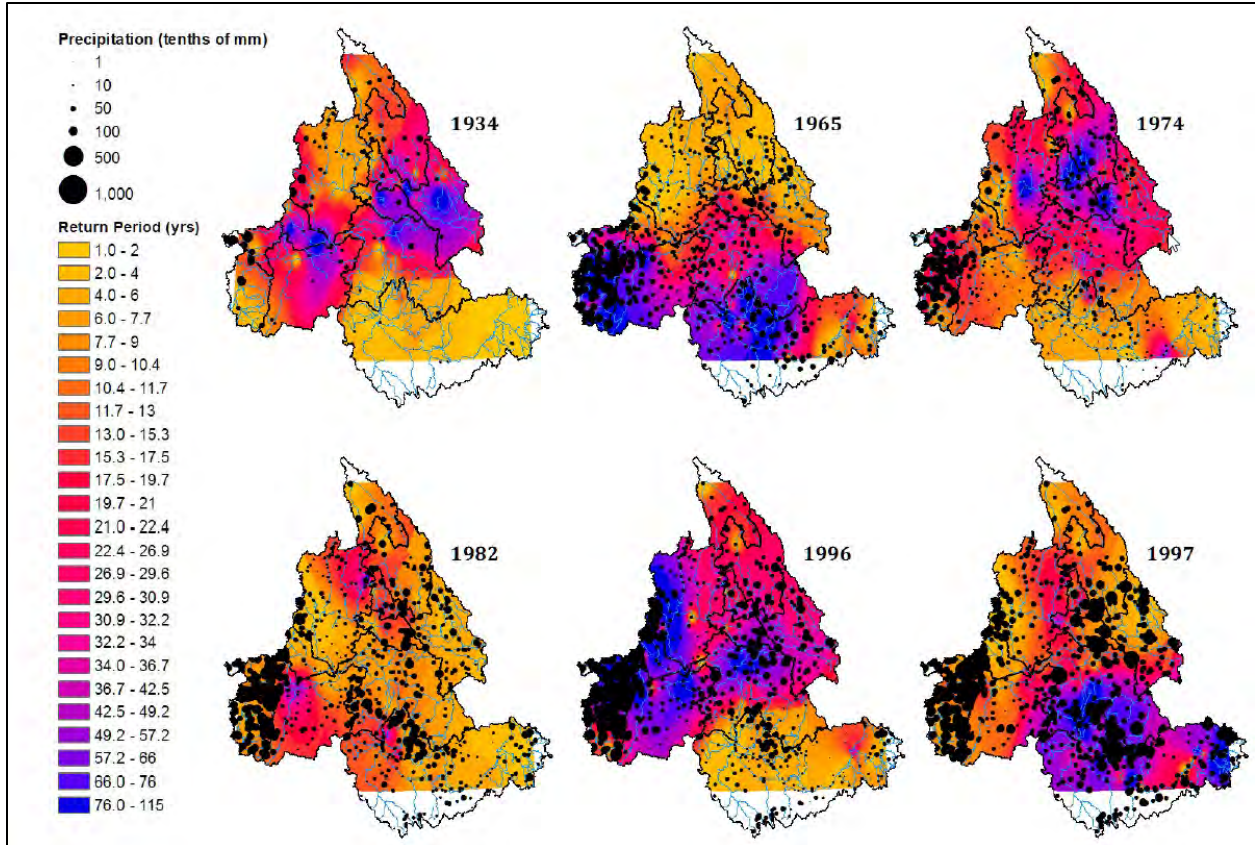 Precipitation (tenths of mm)
1
10
50
100
500
1,000
Return Period (yrs)
1.0 - 2
2.0 - 4
4.0 - 6
6.0 - 7.7
7.7 - 9
9.0 - 10.4
10.4 - 11.7
11.7 - 13
13.0 - 15.3
15.3 - 17.5
17.5 - 19.7
19.7 - 21
21.0 - 22.4
22.4 - 26.9
26.9 - 29.6
29.6 - 30.9
30.9 - 32.2
32.2 - 34
34.0 - 36.7
36.7 - 42.5
42.5 - 49.2
49.2 - 57.2
57.2 - 66
66.0 - 76
76.0 - 115
1934
1965
1974
1982
1996
1997